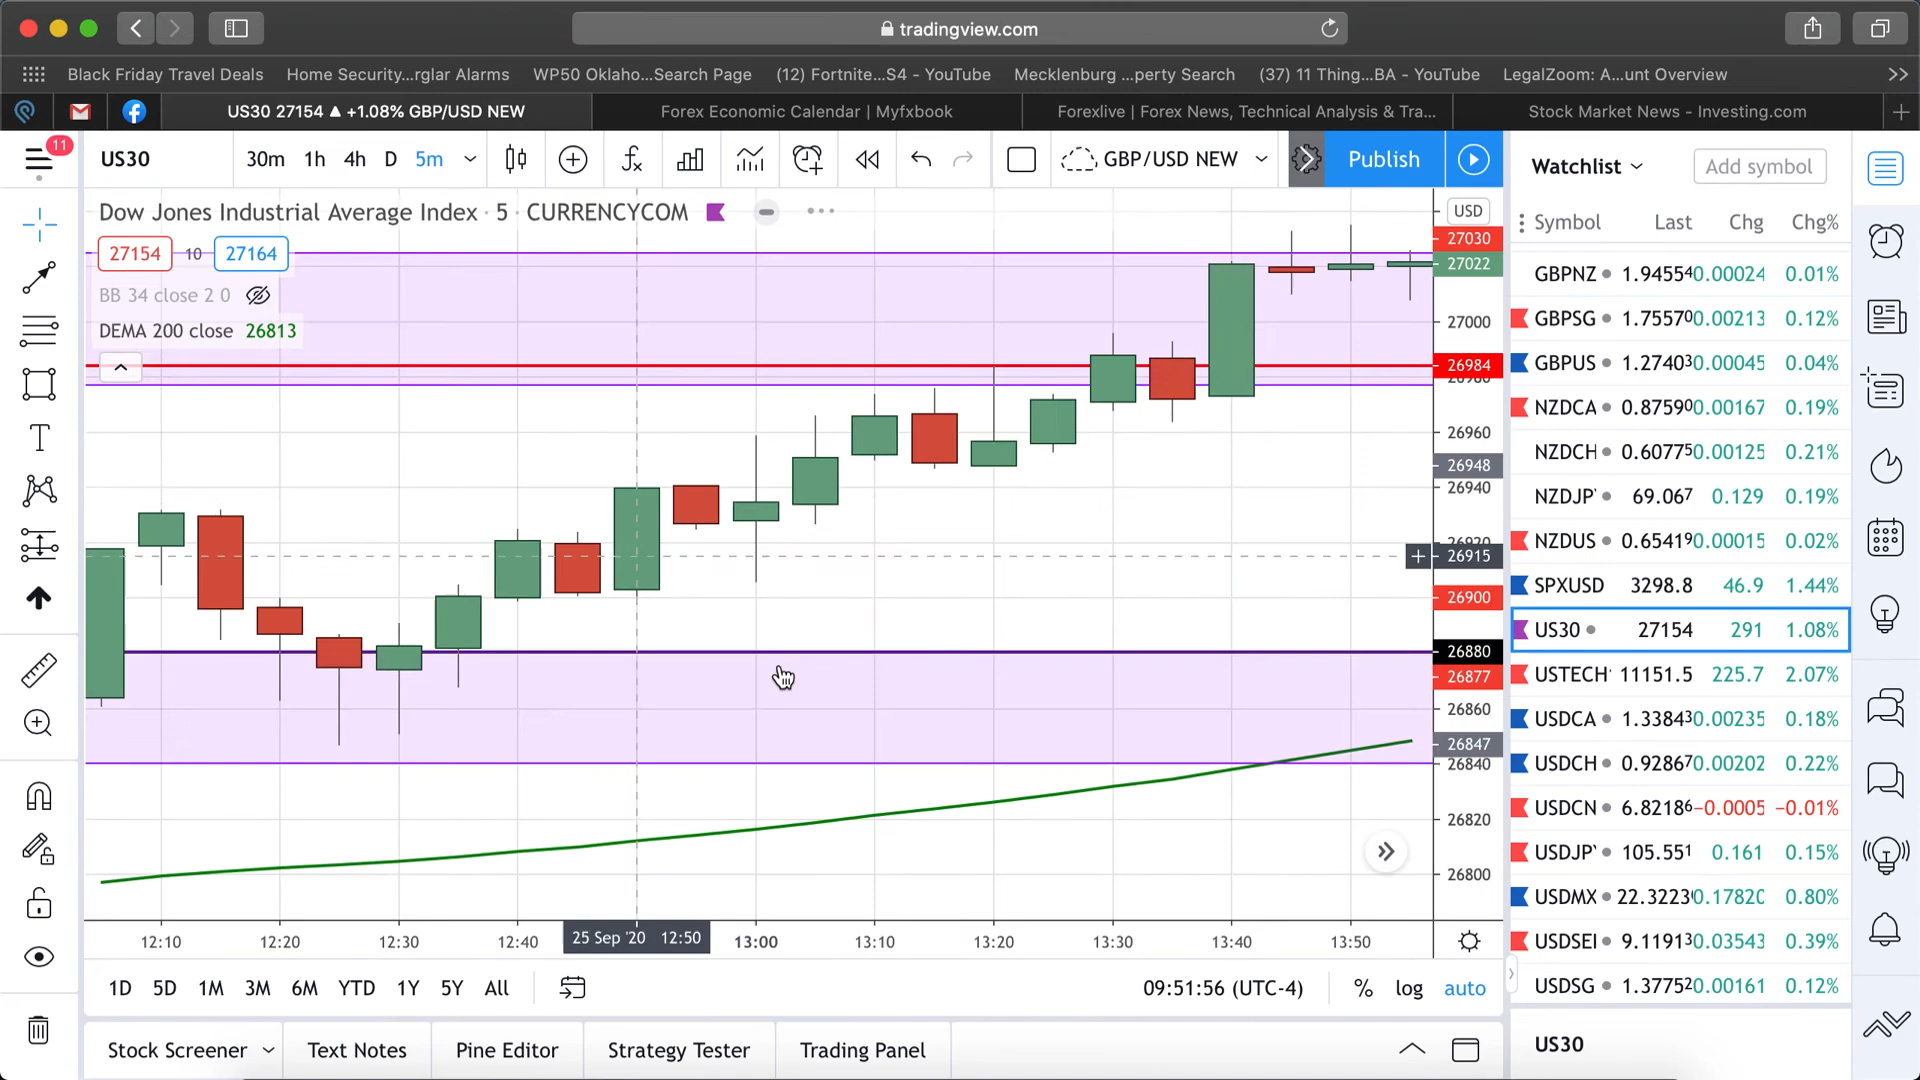 tradingview.com
Black Friday Travel Deals Home Security...rglar Alarms WP50 Oklaho...Search Page (12) Fortnite...S4 - YouTube Mecklenburg ...perty Search (37) 11 Thing...BA - YouTube LegalZoom: A...unt Overview
US30 27154 ▲ +1.08% GBP/USD NEW Forex Economic Calendar | Myfxbook Forexlive | Forex News, Technical Analysis & Tra... Stock Market News - Investing.com
11
US30 30m 1h 4h D 5m GBP/USD NEW Publish
Watchlist Add symbol
Dow Jones Industrial Average Index · 5 · CURRENCYCOM
USD
Symbol Last Chg Chg%
27154 10 27164
BB 34 close 2 0
DEMA 200 close 26813
27030
27022
27000
26984
26960
26948
26940
26915
26900
26880
26877
26860
26847
26840
26820
26800
GBPNZ 1.94554 0.00024 0.01%
GBPSG 1.75570 0.00213 0.12%
GBPUS 1.27403 0.00045 0.04%
NZDCA 0.87590 0.00167 0.19%
NZDCH 0.60775 0.00125 0.21%
NZDJP 69.067 0.129 0.19%
NZDUS 0.65419 0.00015 0.02%
SPXUSD 3298.8 46.9 1.44%
US30 27154 291 1.08%
USTECH 11151.5 225.7 2.07%
USDCA 1.33843 0.00235 0.18%
USDCH 0.92867 0.00202 0.22%
USDCN 6.82186 −0.0005 −0.01%
USDJP 105.551 0.161 0.15%
USDMX 22.3223 0.17820 0.80%
USDSEI 9.11913 0.03543 0.39%
USDSG 1.37752 0.00161 0.12%
12:10 12:20 12:30 12:40 25 Sep '20 12:50 13:00 13:10 13:20 13:30 13:40 13:50
1D 5D 1M 3M 6M YTD 1Y 5Y All 09:51:56 (UTC-4) % log auto
Stock Screener Text Notes Pine Editor Strategy Tester Trading Panel
US30